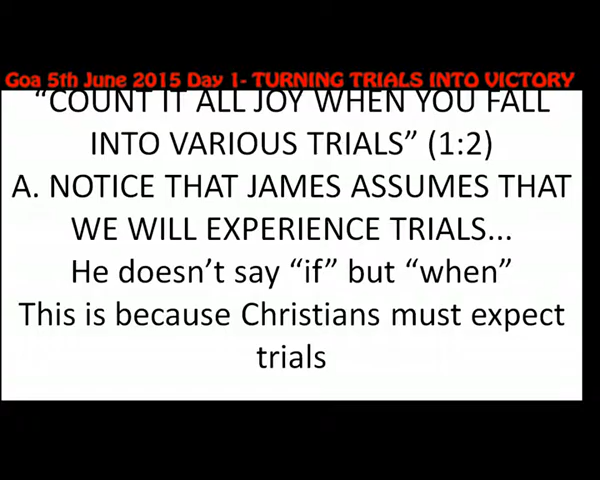 Goa 5th June 2015 Day 1- TURNING TRIALS INTO VICTORY
“COUNT IT ALL JOY WHEN YOU FALL
INTO VARIOUS TRIALS” (1:2)
A. NOTICE THAT JAMES ASSUMES THAT
WE WILL EXPERIENCE TRIALS...
He doesn’t say “if” but “when”
This is because Christians must expect
trials